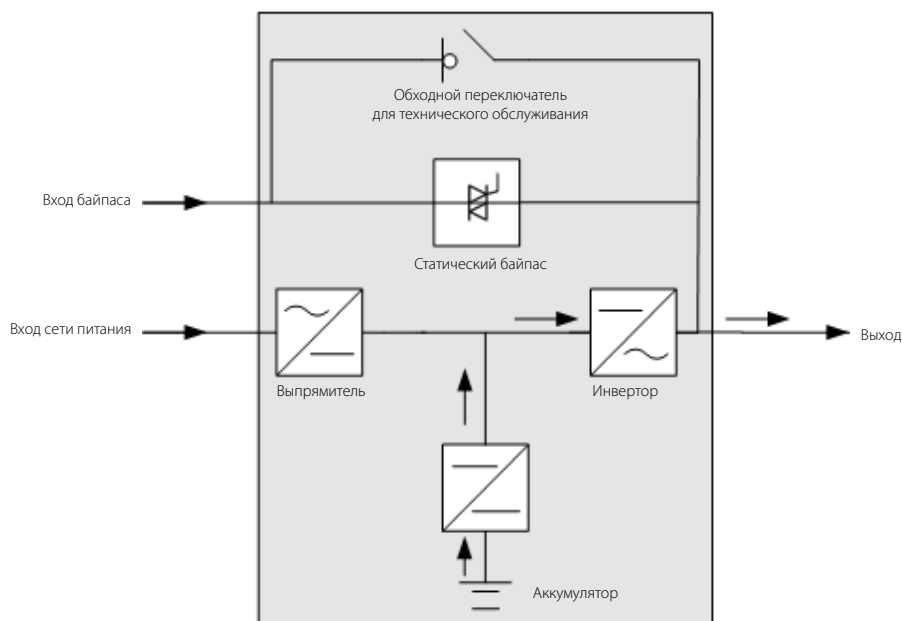 Обходной переключатель
для технического обслуживания
Вход байпаса
Статический байпас
Вход сети питания
Выход
Выпрямитель
Инвертор
Аккумулятор